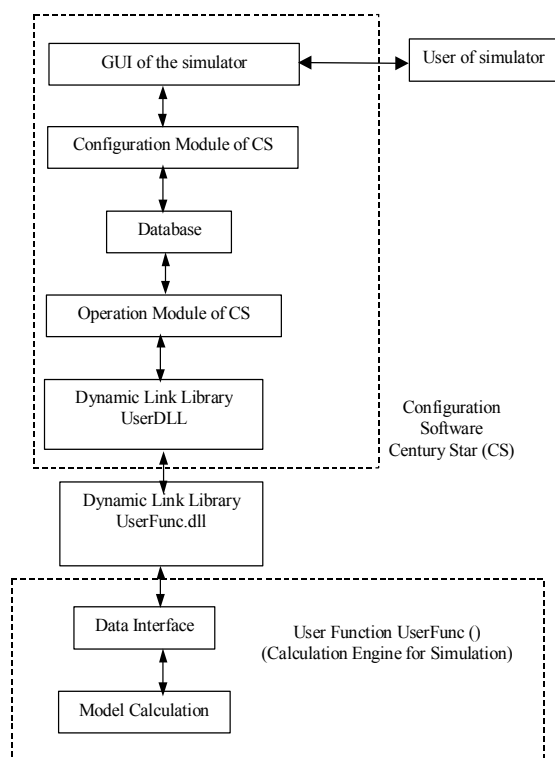 GUI of the simulator
User of simulator
Configuration Module of CS
Database
Operation Module of CS
Dynamic Link Library
UserDLL
Configuration
Software
Century Star (CS)
Dynamic Link Library
UserFunc.dll
Data Interface
User Function UserFunc ()
(Calculation Engine for Simulation)
Model Calculation